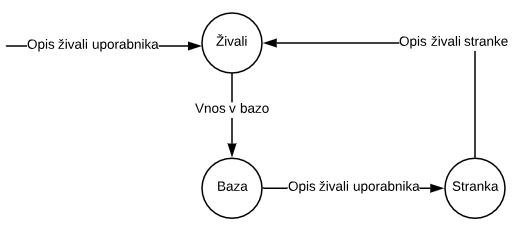 Opis živali uporabnika
Živali
Opis živali stranke
Vnos v bazo
Baza
Opis živali uporabnika
Stranka